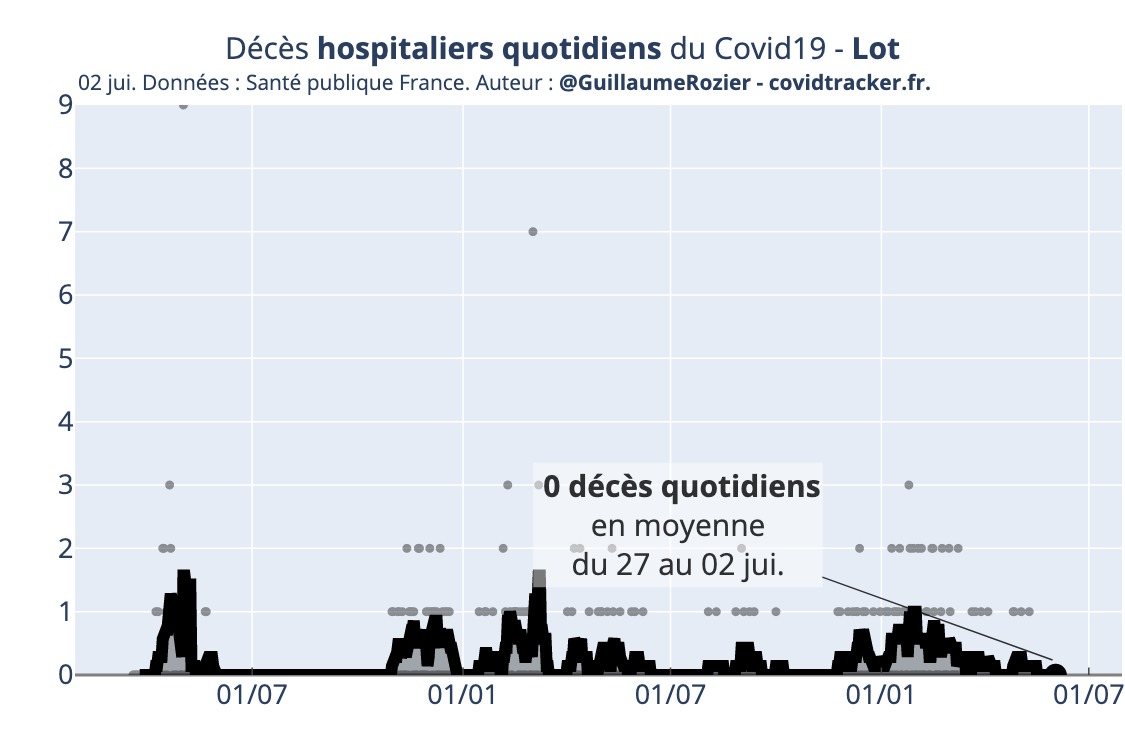 Décès hospitaliers quotidiens du Covid19 - Lot
02 jui. Données : Santé publique France. Auteur : @GuillaumeRozier - covidtracker.fr.
9
8
7
6
5
4
3
2
1
0
0 décès quotidiens
en moyenne
du 27 au 02 jui.
01/07 01/01 01/07 01/01 01/07